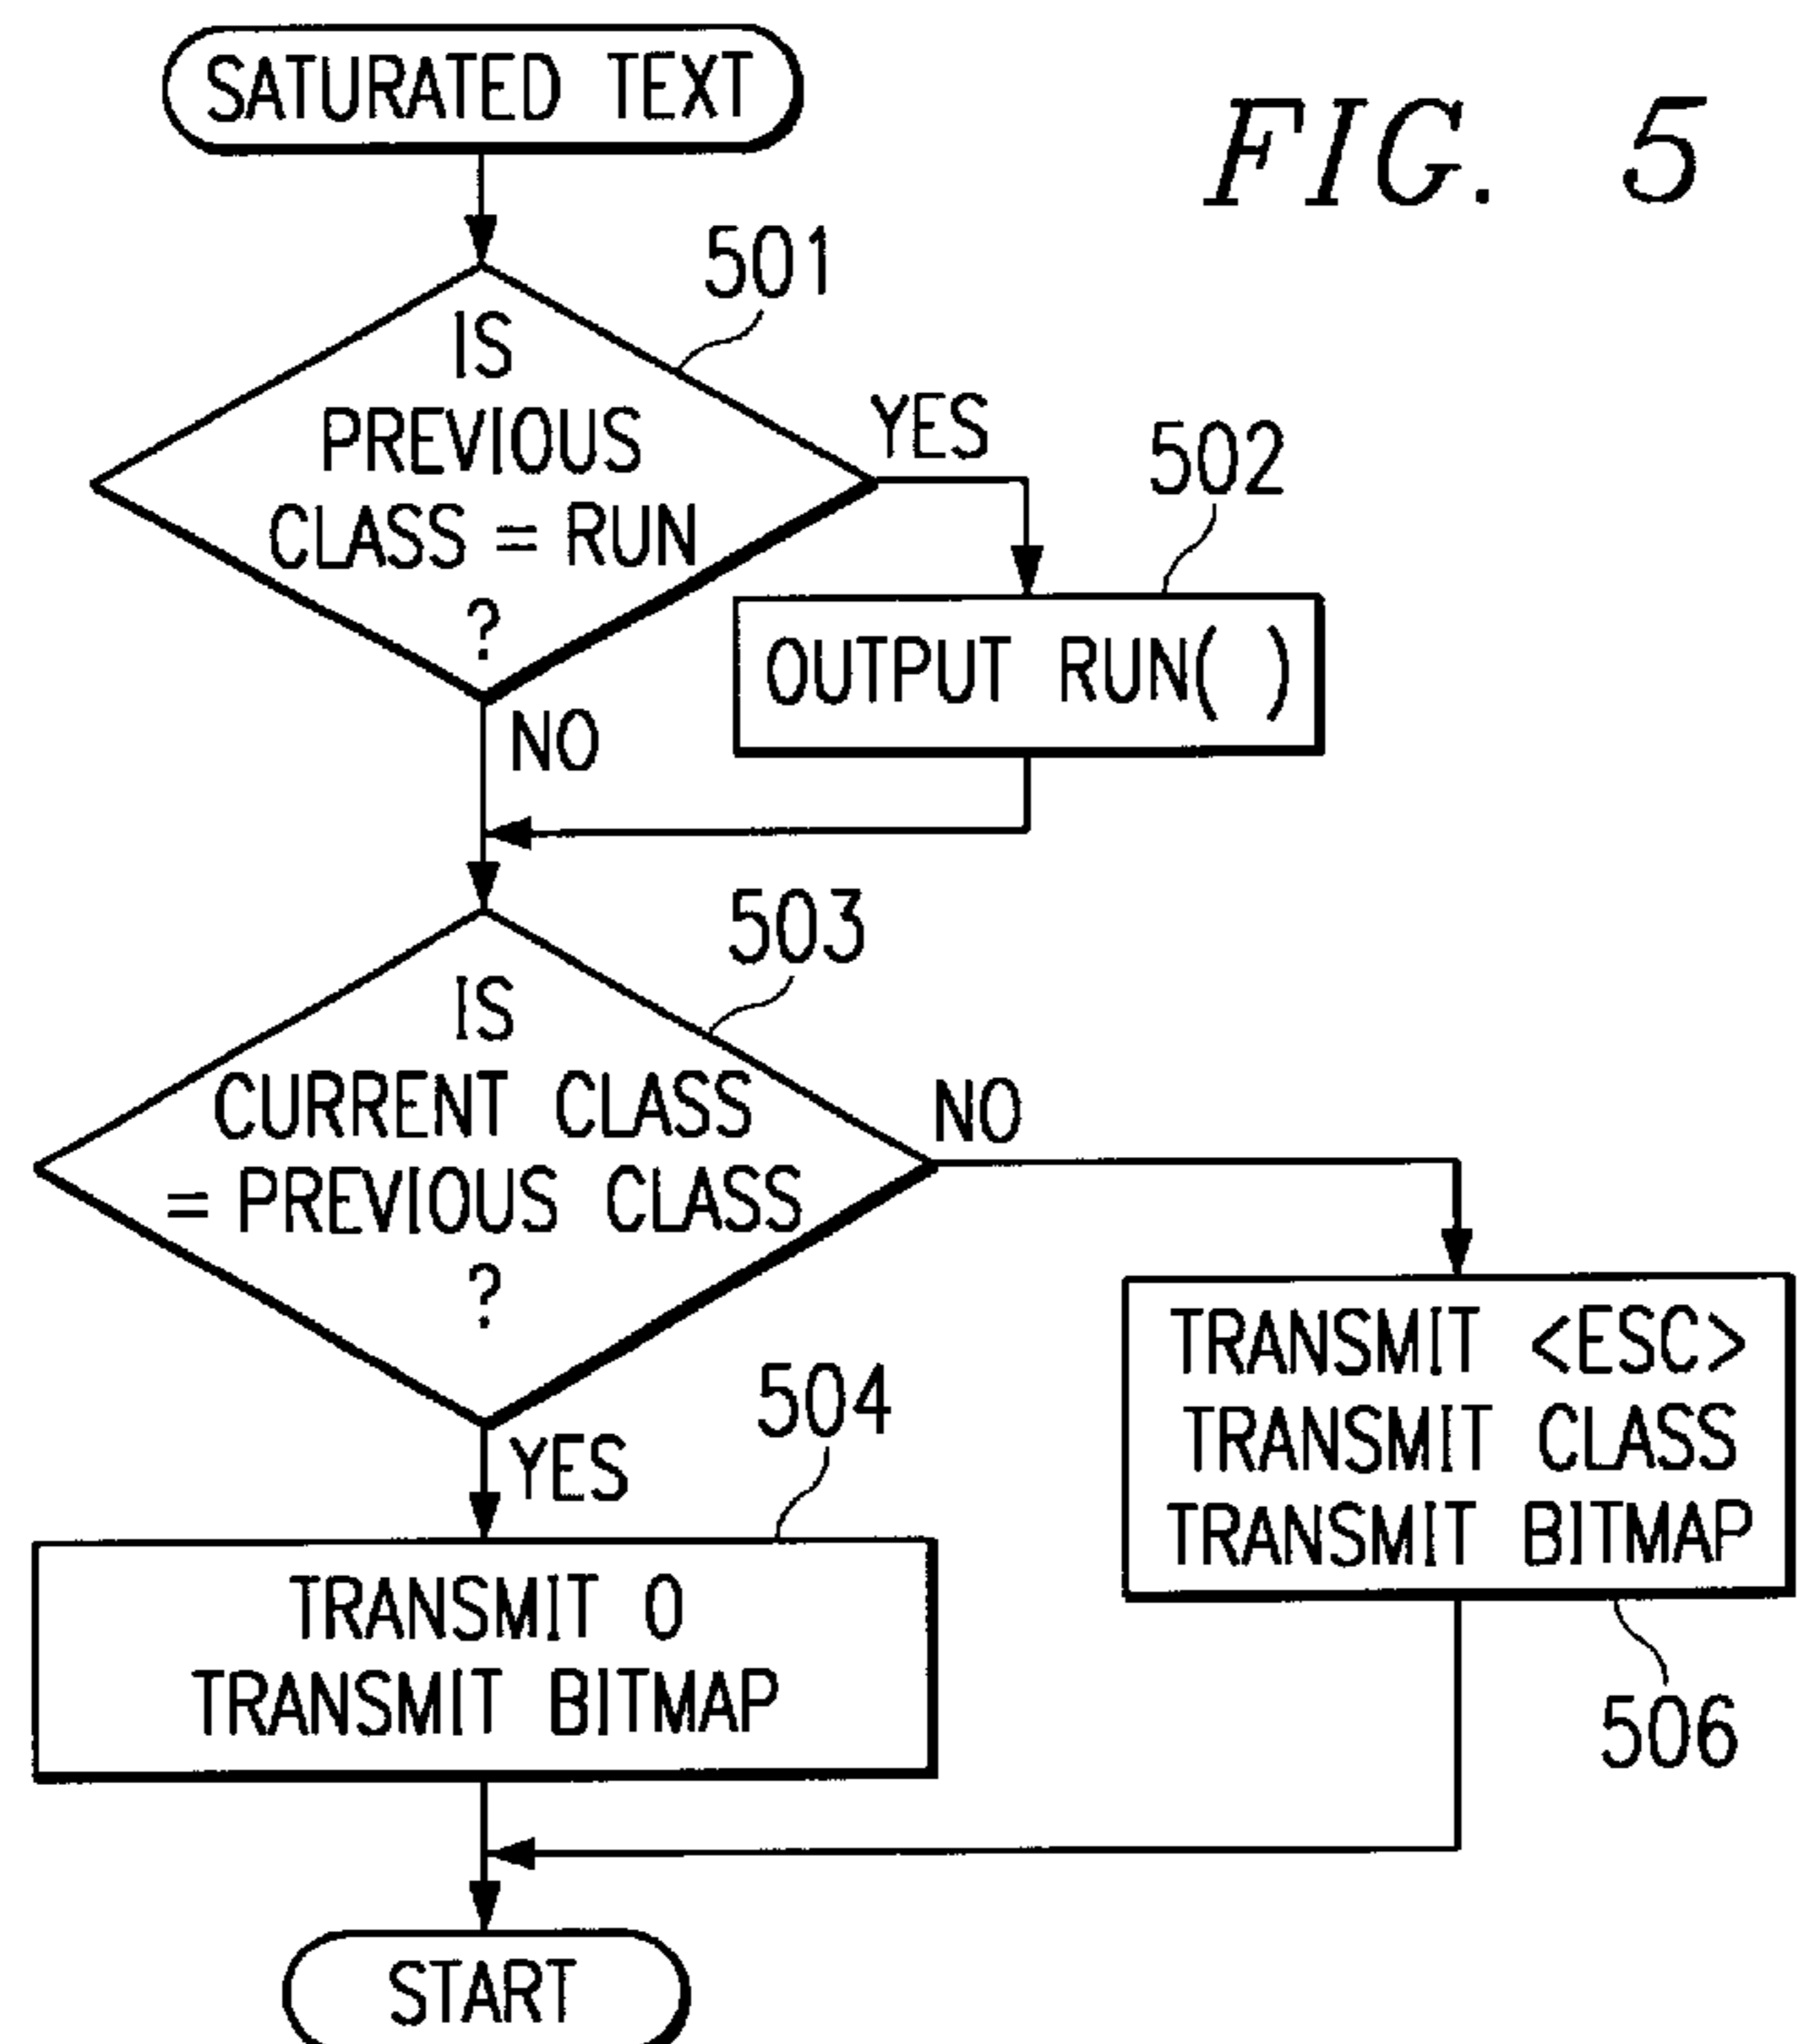 SATURATED TEXT
FIG. 5
501
IS
PREVIOUS
CLASS = RUN
?
YES
502
OUTPUT RUN( )
NO
503
IS
CURRENT CLASS
= PREVIOUS CLASS
?
NO
TRANSMIT <ESC>
TRANSMIT CLASS
TRANSMIT BITMAP
506
YES
504
TRANSMIT 0
TRANSMIT BITMAP
START